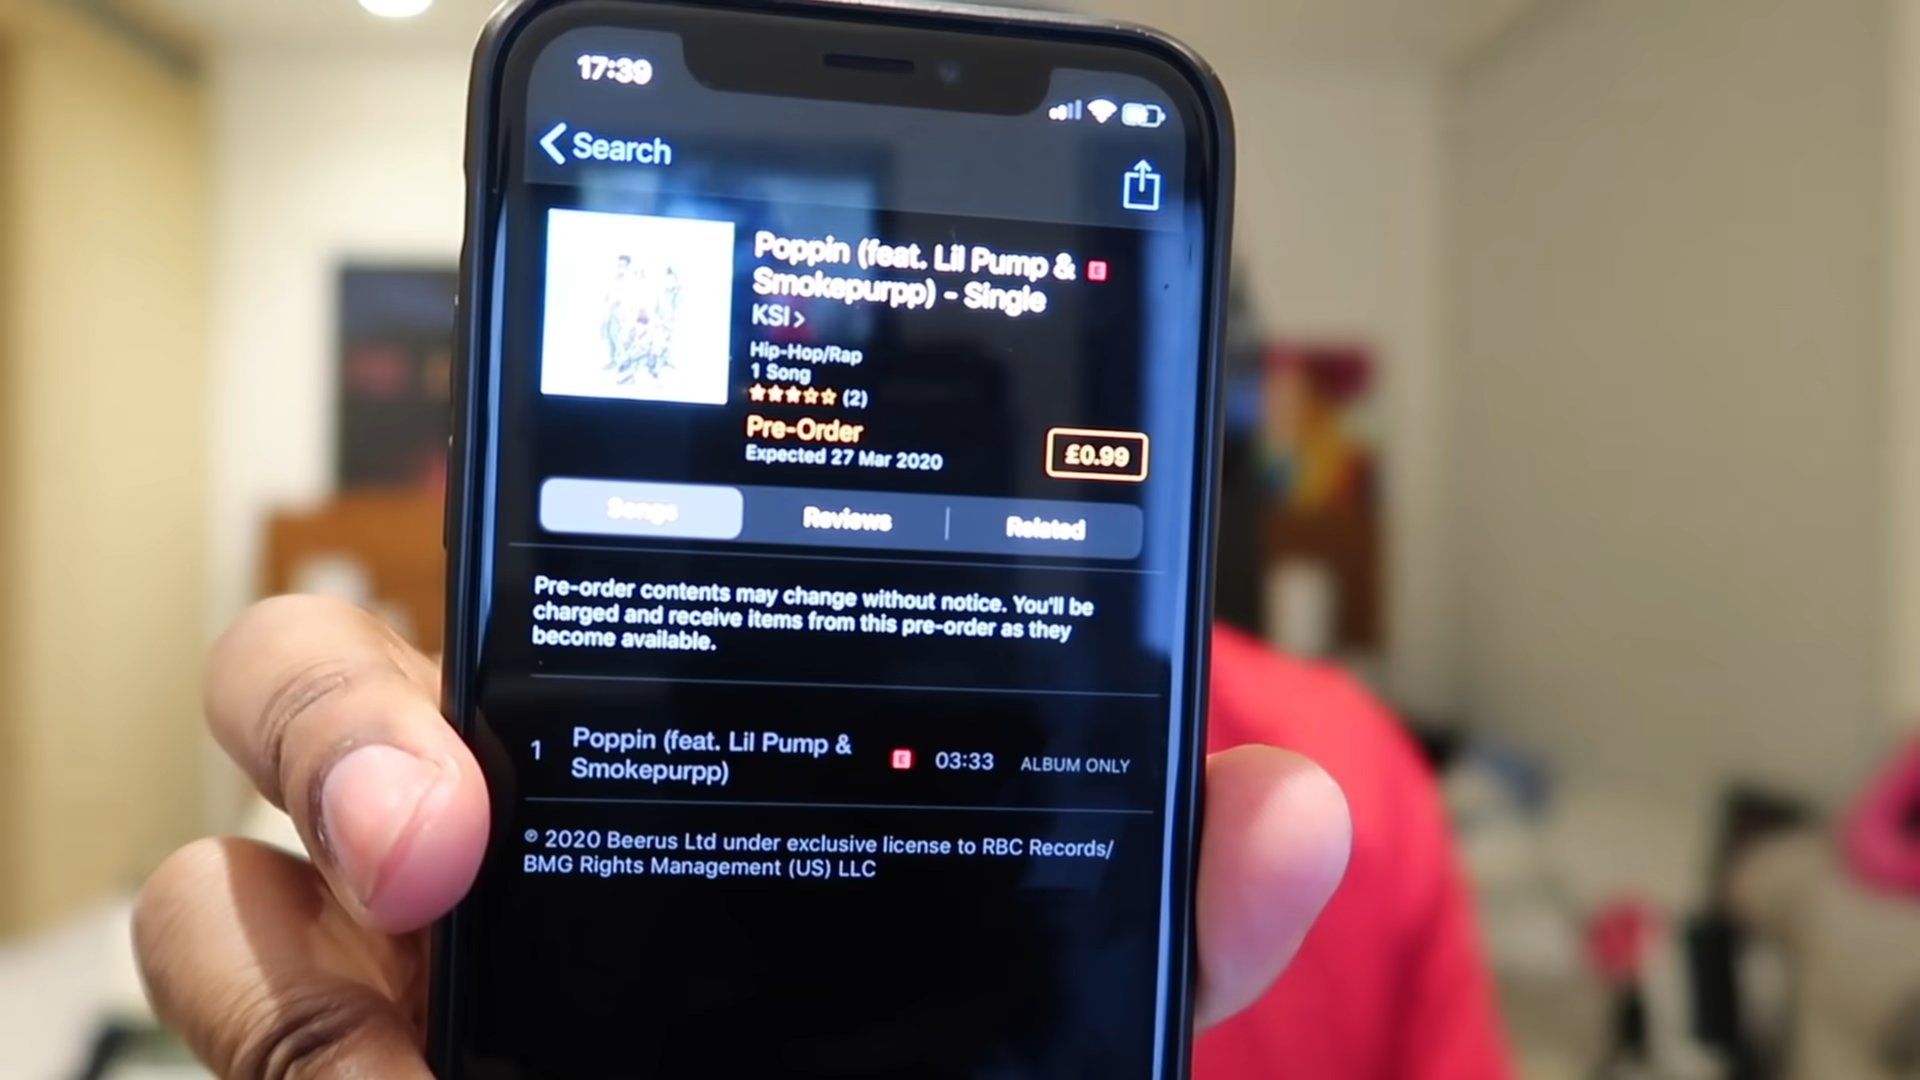 17:39
Search
Poppin (feat. Lil Pump & E
Smokepurpp) - Single
KSI >
Hip-Hop/Rap
1 Song
★★★★☆ (2)
Pre-Order
Expected 27 Mar 2020
£0.99
Songs Reviews Related
Pre-order contents may change without notice. You'll be
charged and receive items from this pre-order as they
become available.
1 Poppin (feat. Lil Pump & Smokepurpp) E 03:33 ALBUM ONLY
℗ 2020 Beerus Ltd under exclusive license to RBC Records/
BMG Rights Management (US) LLC